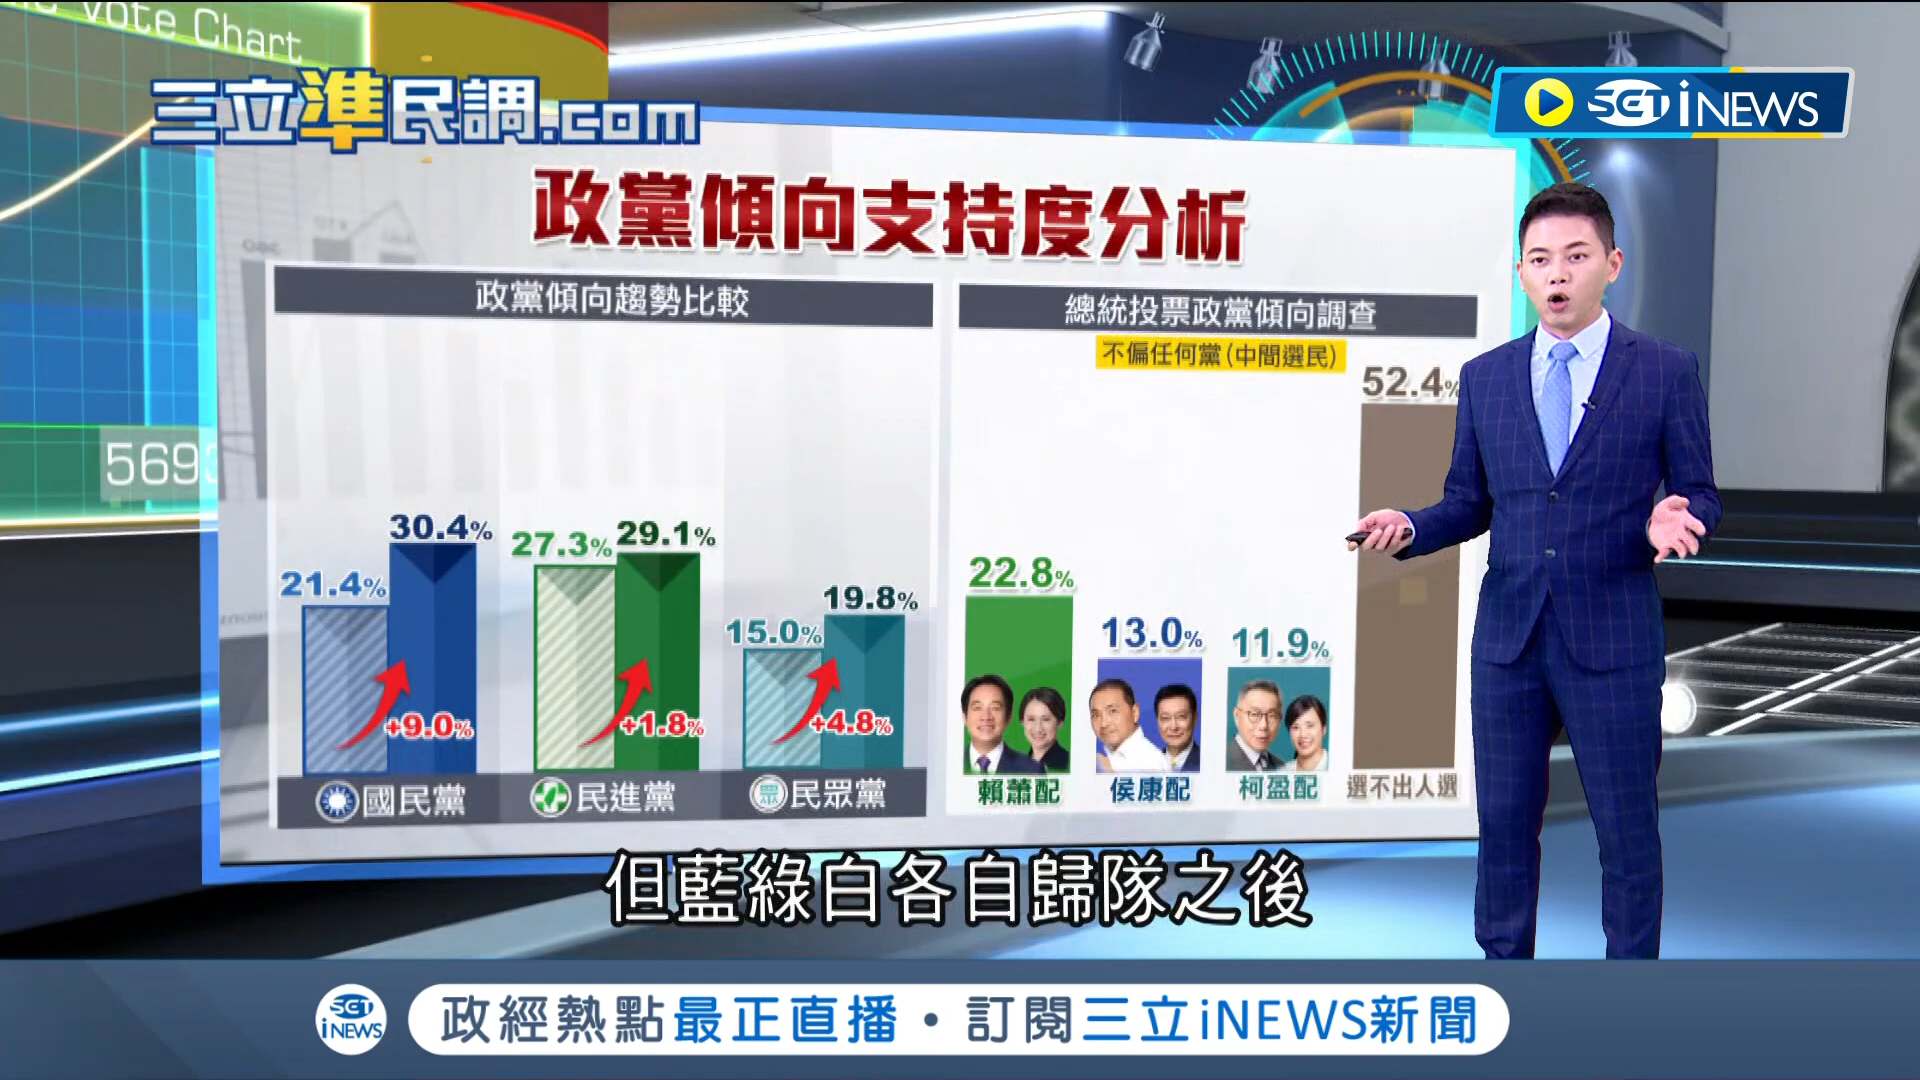 Vote Chart
三立準民調.com
SET iNEWS
政黨傾向支持度分析
政黨傾向趨勢比較
21.4%
30.4%
+9.0%
27.3%
29.1%
+1.8%
15.0%
19.8%
+4.8%
國民黨
民進黨
眾
民眾黨
總統投票政黨傾向調查
不偏任何黨(中間選民)
22.8%
13.0%
11.9%
52.4%
賴蕭配
侯康配
柯盈配
選不出人選
5693
但藍綠白各自歸隊之後
SET iNEWS
政經熱點最正直播・訂閱三立iNEWS新聞